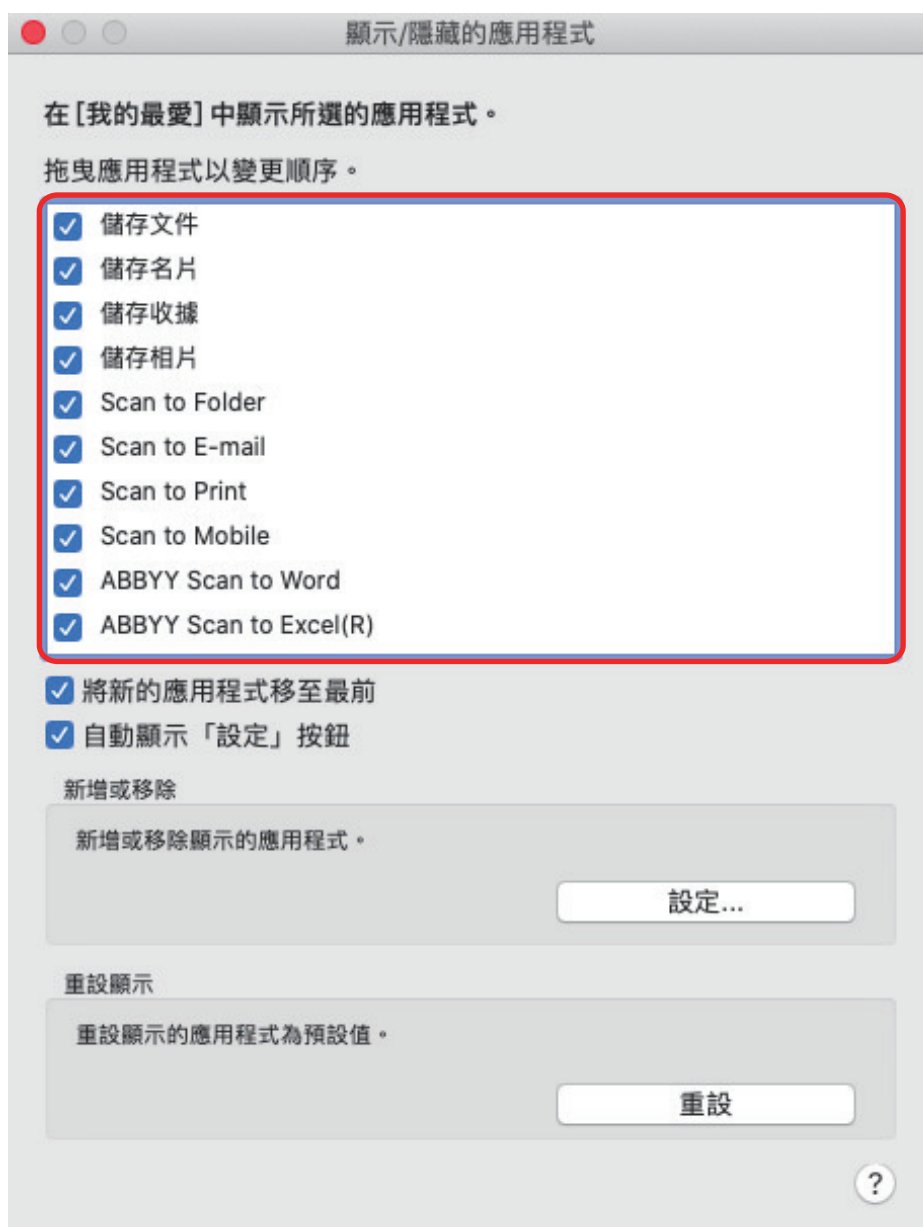 顯示/隱藏的應用程式
在[我的最愛]中顯示所選的應用程式。
拖曳應用程式以變更順序。
儲存文件
儲存名片
儲存收據
儲存相片
Scan to Folder
Scan to E-mail
Scan to Print
Scan to Mobile
ABBYY Scan to Word
ABBYY Scan to Excel(R)
將新的應用程式移至最前
自動顯示「設定」按鈕
新增或移除
新增或移除顯示的應用程式。
設定...
重設顯示
重設顯示的應用程式為預設值。
重設
?